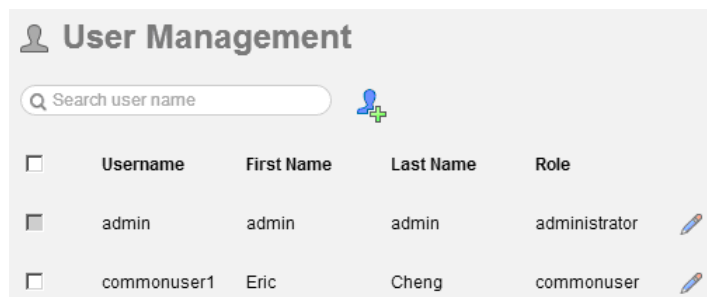 User Management
Search user name
Username First Name Last Name Role
admin admin admin administrator
commonuser1 Eric Cheng commonuser